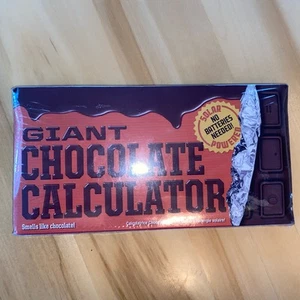 GIANT
CHOCOLATE
CALCULATOR
SOLAR
NO
BATTERIES
NEEDED!
POWERED
Smells like chocolate!